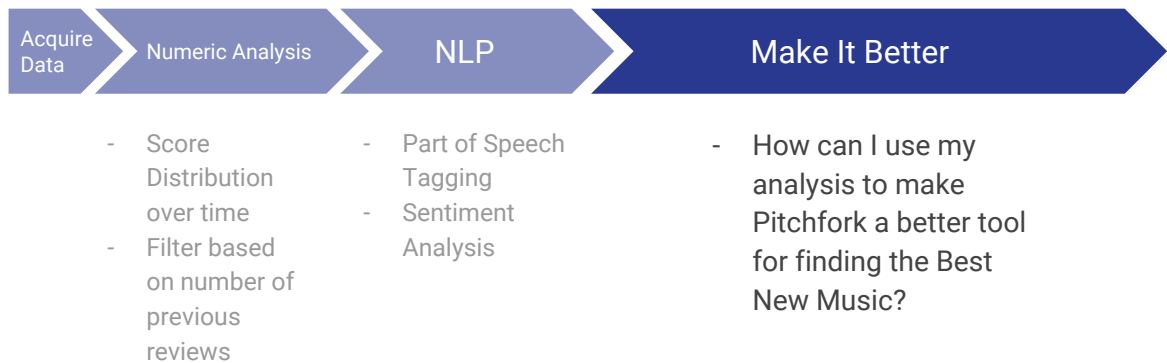 Acquire
Data
Numeric Analysis
NLP
Make It Better
- Score
Distribution
over time
- Filter based
on number of
previous
reviews
- Part of Speech
Tagging
- Sentiment
Analysis
- How can I use my
analysis to make
Pitchfork a better tool
for finding the Best
New Music?